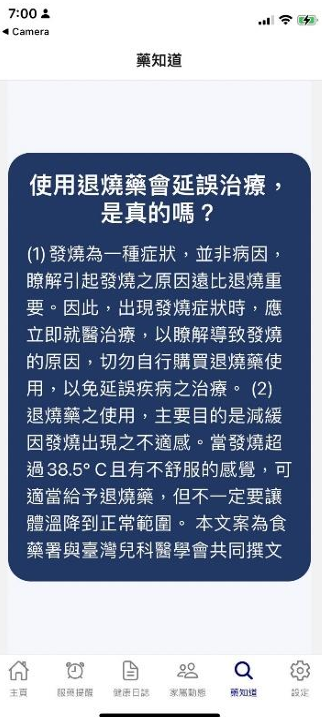 7:00
Camera
藥知道
使用退燒藥會延誤治療，
是真的嗎？
(1) 發燒為一種症狀，並非病因，
瞭解引起發燒之原因遠比退燒重
要。因此，出現發燒症狀時，應
立即就醫治療，以瞭解導致發燒
的原因，切勿自行購買退燒藥使
用，以免延誤疾病之治療。 (2)
退燒藥之使用，主要目的是減緩
因發燒出現之不適感。當發燒超
過 38.5° C 且有不舒服的感覺，可
適當給予退燒藥，但不一定要讓
體溫降到正常範圍。 本文案為食
藥署與臺灣兒科醫學會共同撰文
主頁 服藥提醒 健康日誌 家屬動態 藥知道 設定